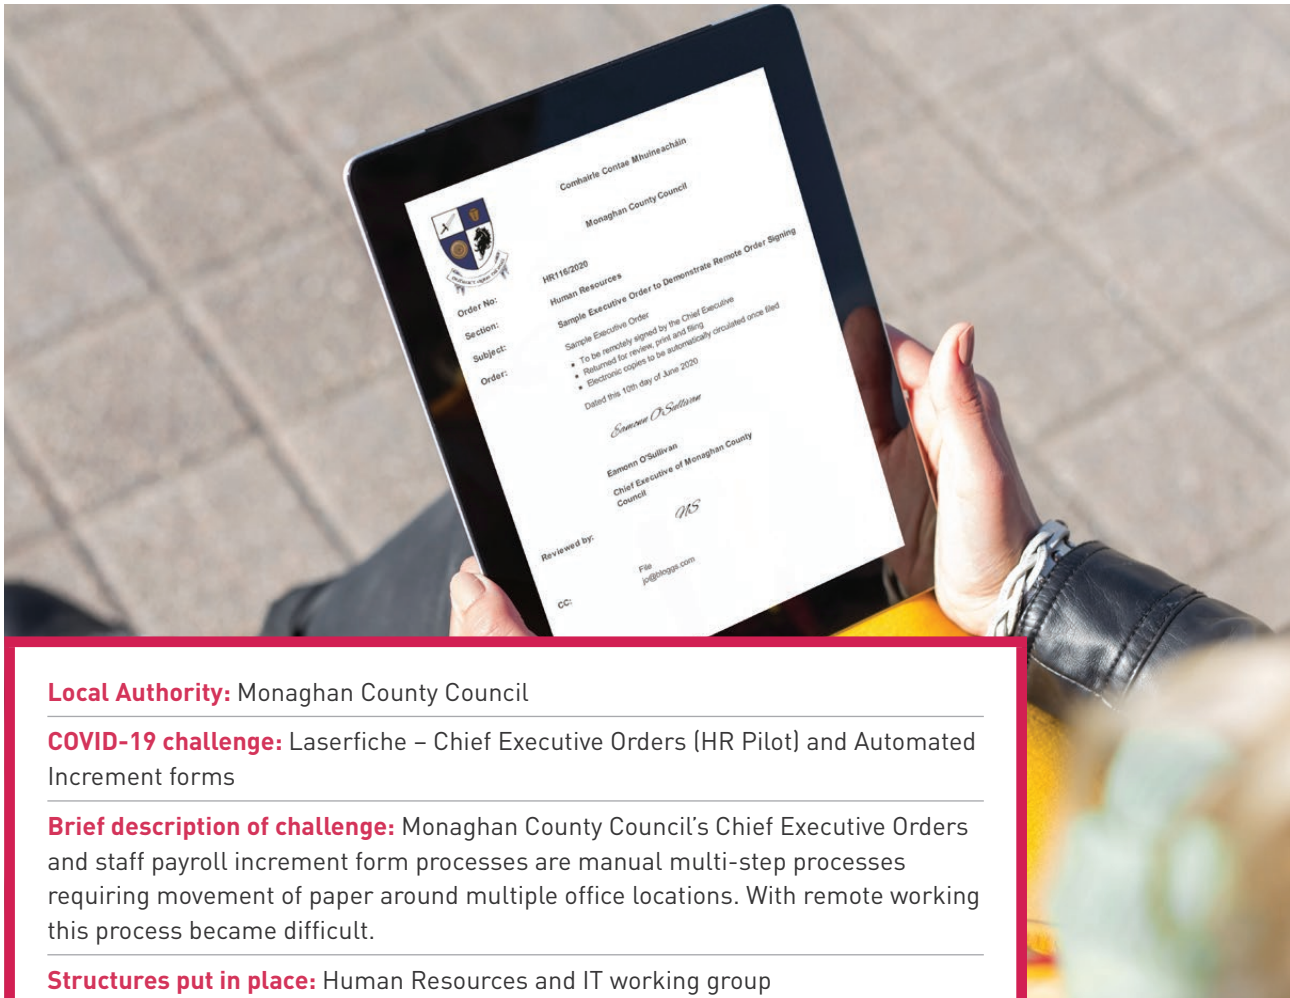 Comhairle Contae Mhuineacháin
Monaghan County Council
Order No: HR116/2020
Section: Human Resources
Subject: Sample Executive Order to Demonstrate Remote Order Signing
Order: Sample Executive Order
• To be remotely signed by the Chief Executive
• Returned for review, print and filing
• Electronic copies to be automatically circulated once filed
Dated this 10th day of June 2020
Eamonn O'Sullivan
Eamonn O'Sullivan
Chief Executive of Monaghan County
Council
Reviewed by:
CC: File
jo@bloggs.com
Local Authority: Monaghan County Council
COVID-19 challenge: Laserfiche – Chief Executive Orders (HR Pilot) and Automated
Increment forms
Brief description of challenge: Monaghan County Council's Chief Executive Orders
and staff payroll increment form processes are manual multi-step processes
requiring movement of paper around multiple office locations. With remote working
this process became difficult.
Structures put in place: Human Resources and IT working group